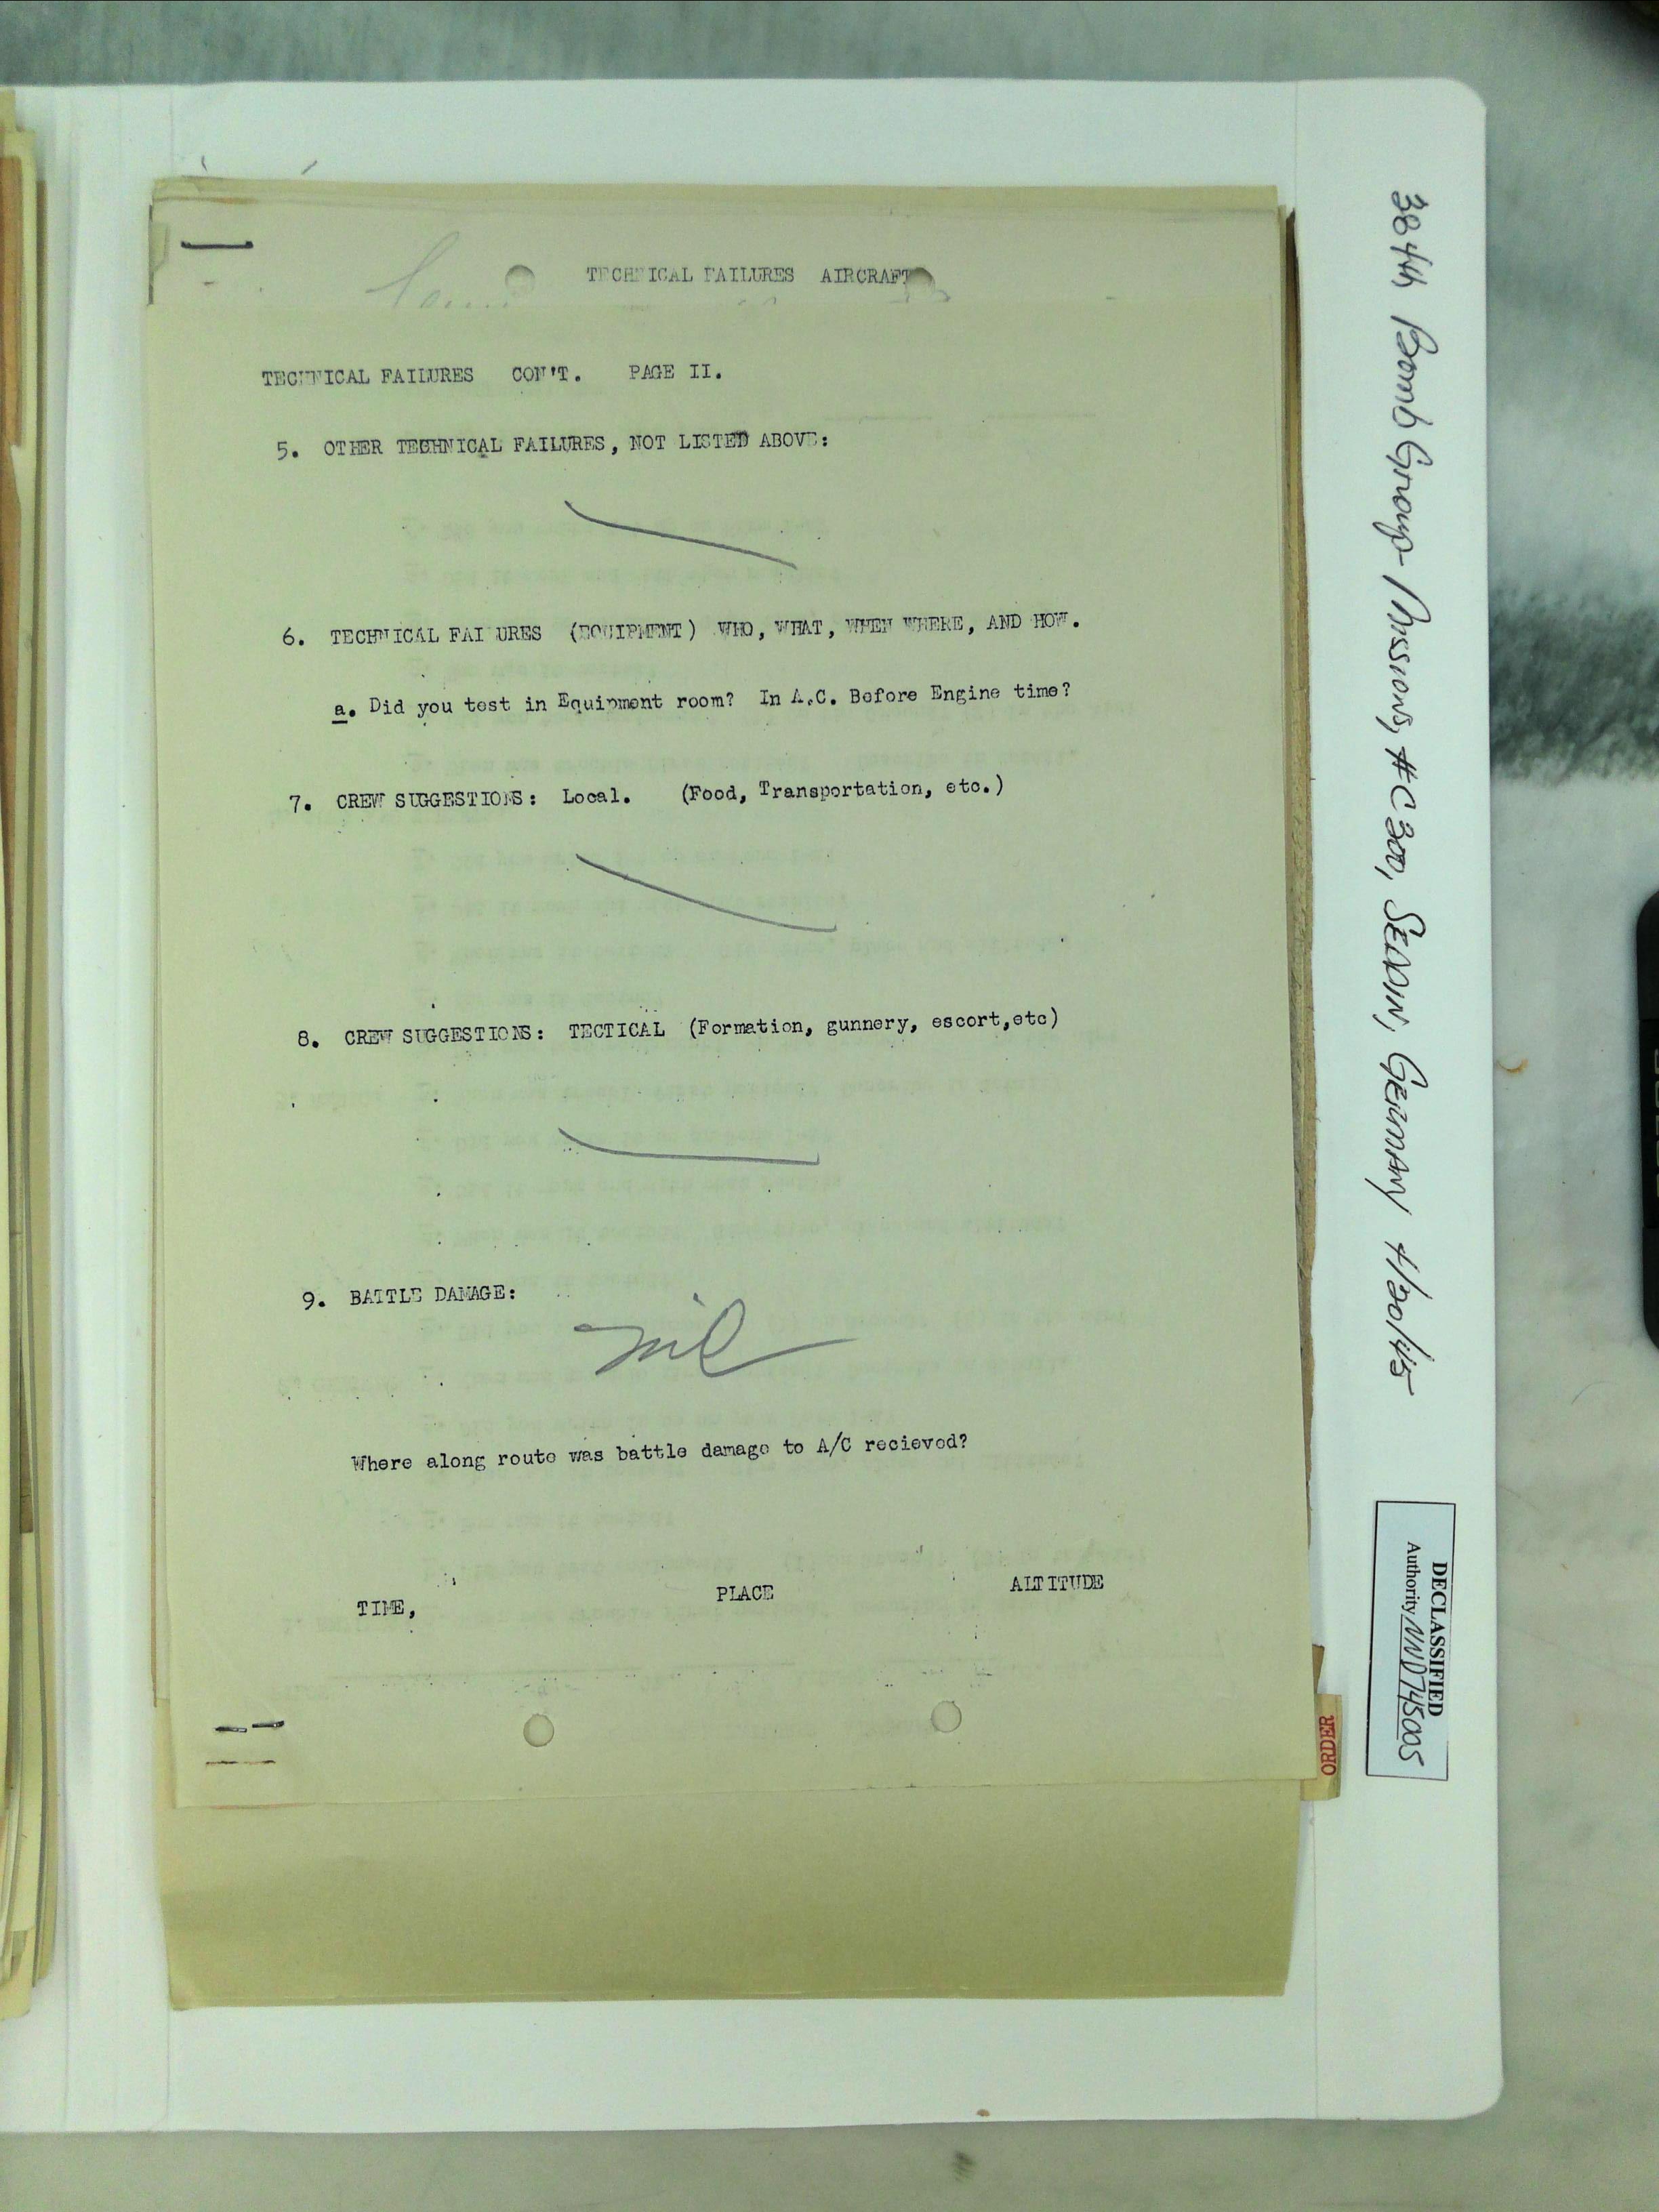 TECHNICAL FAILURES AIRCRAFT
TECHNICAL FAILURES CON'T. PAGE II.
5. OTHER TECHNICAL FAILURES, NOT LISTED ABOVE:
6. TECHNICAL FAI URES (EQUIPMENT) WHO, WHAT, WHEN WHERE, AND HOW.
a. Did you test in Equipment room? In A.C. Before Engine time?
7. CREW SUGGESTIONS: Local. (Food, Transportation, etc.)
8. CREW SUGGESTIONS: TECTICAL (Formation, gunnery, escort,etc)
9. BATTLE DAMAGE:
nil
Where along route was battle damage to A/C recieved?
TIME, PLACE ALTITUDE
384th Bomb Group - Missions, #C300, SEDDIN, GERMANY 4/20/45
DECLASSIFIED
Authority NND745005
ORDER